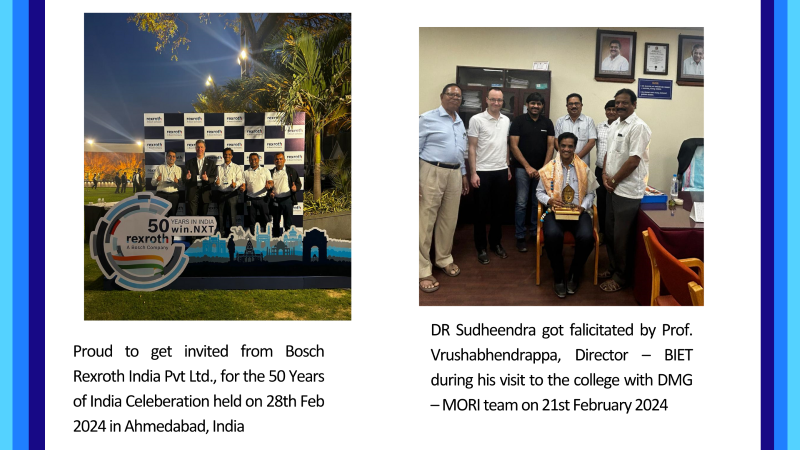 rexroth
50
YEARS IN INDIA
rexroth
win.NXT
A Bosch Company
Proud to get invited from Bosch
Rexroth India Pvt Ltd., for the 50 Years
of India Celeberation held on 28th Feb
2024 in Ahmedabad, India
DR Sudheendra got falicitated by Prof.
Vrushabhendrappa, Director – BIET
during his visit to the college with DMG
– MORI team on 21st February 2024